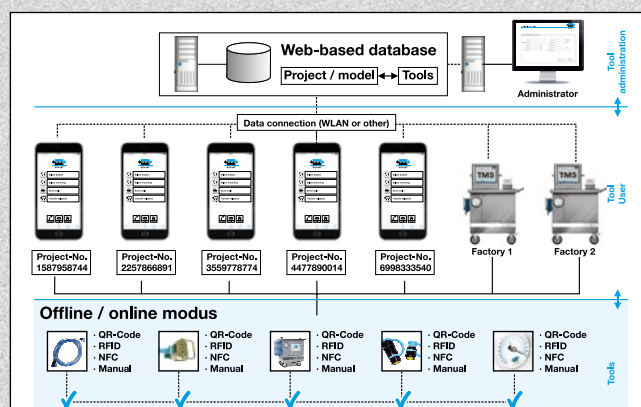 Web-based database
Project / model
Tools
Administrator
Tool
administration
Data connection (WLAN or other)
TMS
TMS
Tool
User
Project-No.
1587958744
Project-No.
2257866891
Project-No.
3559778774
Project-No.
4477890014
Project-No.
6998333540
Factory 1
Factory 2
Offline / online modus
· QR-Code
· RFID
· NFC
· Manual
· QR-Code
· RFID
· NFC
· Manual
· QR-Code
· RFID
· NFC
· Manual
· QR-Code
· RFID
· NFC
· Manual
· QR-Code
· RFID
· NFC
· Manual
Tools